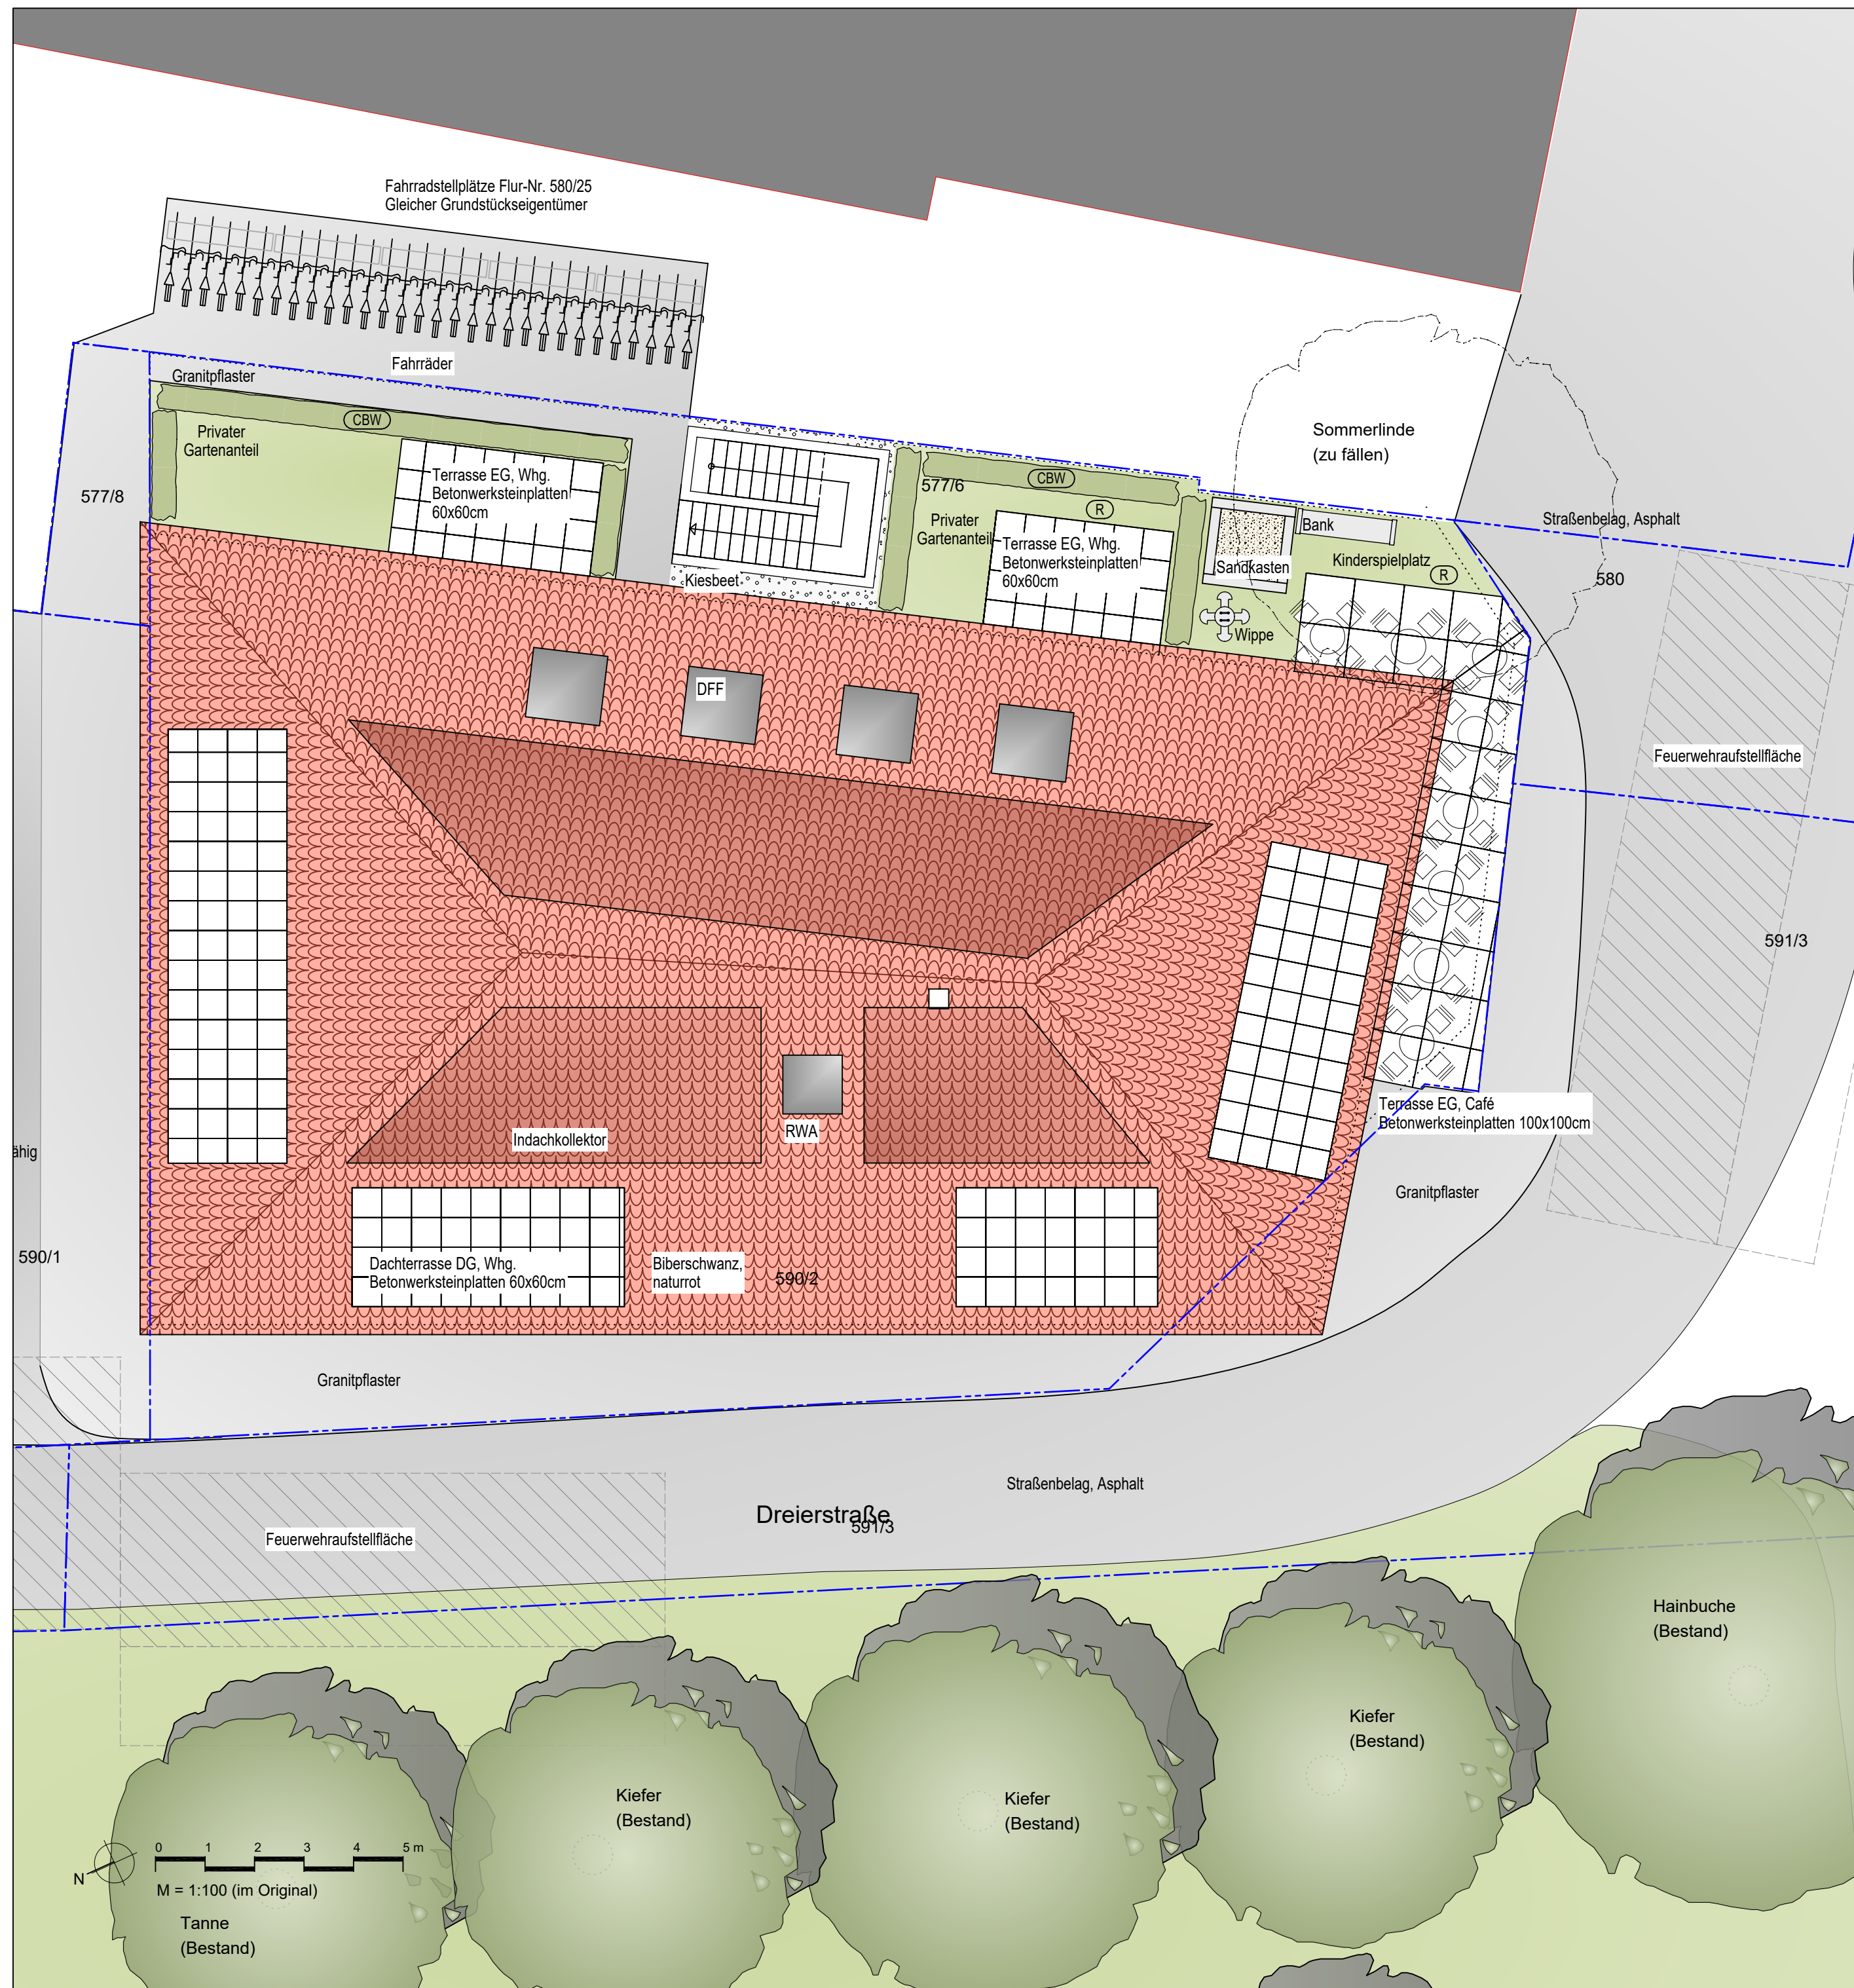 Fahrradstellplätze Flur-Nr. 580/25
Gleicher Grundstückseigentümer
Fahrräder
Granitpflaster
CBW
Privater
Gartenanteil
Sommerlinde
(zu fällen)
Terrasse EG, Whg.
Betonwerksteinplatten
60x60cm
577/8
577/6
CBW
R
Privater
Gartenanteil
Terrasse EG, Whg.
Betonwerksteinplatten
60x60cm
Bank
Straßenbelag, Asphalt
Kinderspielplatz
Sandkasten
R
580
Kiesbeet
Wippe
DFF
Feuerwehraufstellfläche
591/3
Terrasse EG, Café
Betonwerksteinplatten 100x100cm
RWA
Indachkollektor
ähig
Granitpflaster
590/1
Dachterrasse DG, Whg.
Betonwerksteinplatten 60x60cm
Biberschwanz,
naturrot
590/2
Granitpflaster
Straßenbelag, Asphalt
Dreierstraße
591/3
Feuerwehraufstellfläche
Hainbuche
(Bestand)
Kiefer
(Bestand)
Kiefer
(Bestand)
Kiefer
(Bestand)
0 1 2 3 4 5 m
N
M = 1:100 (im Original)
Tanne
(Bestand)